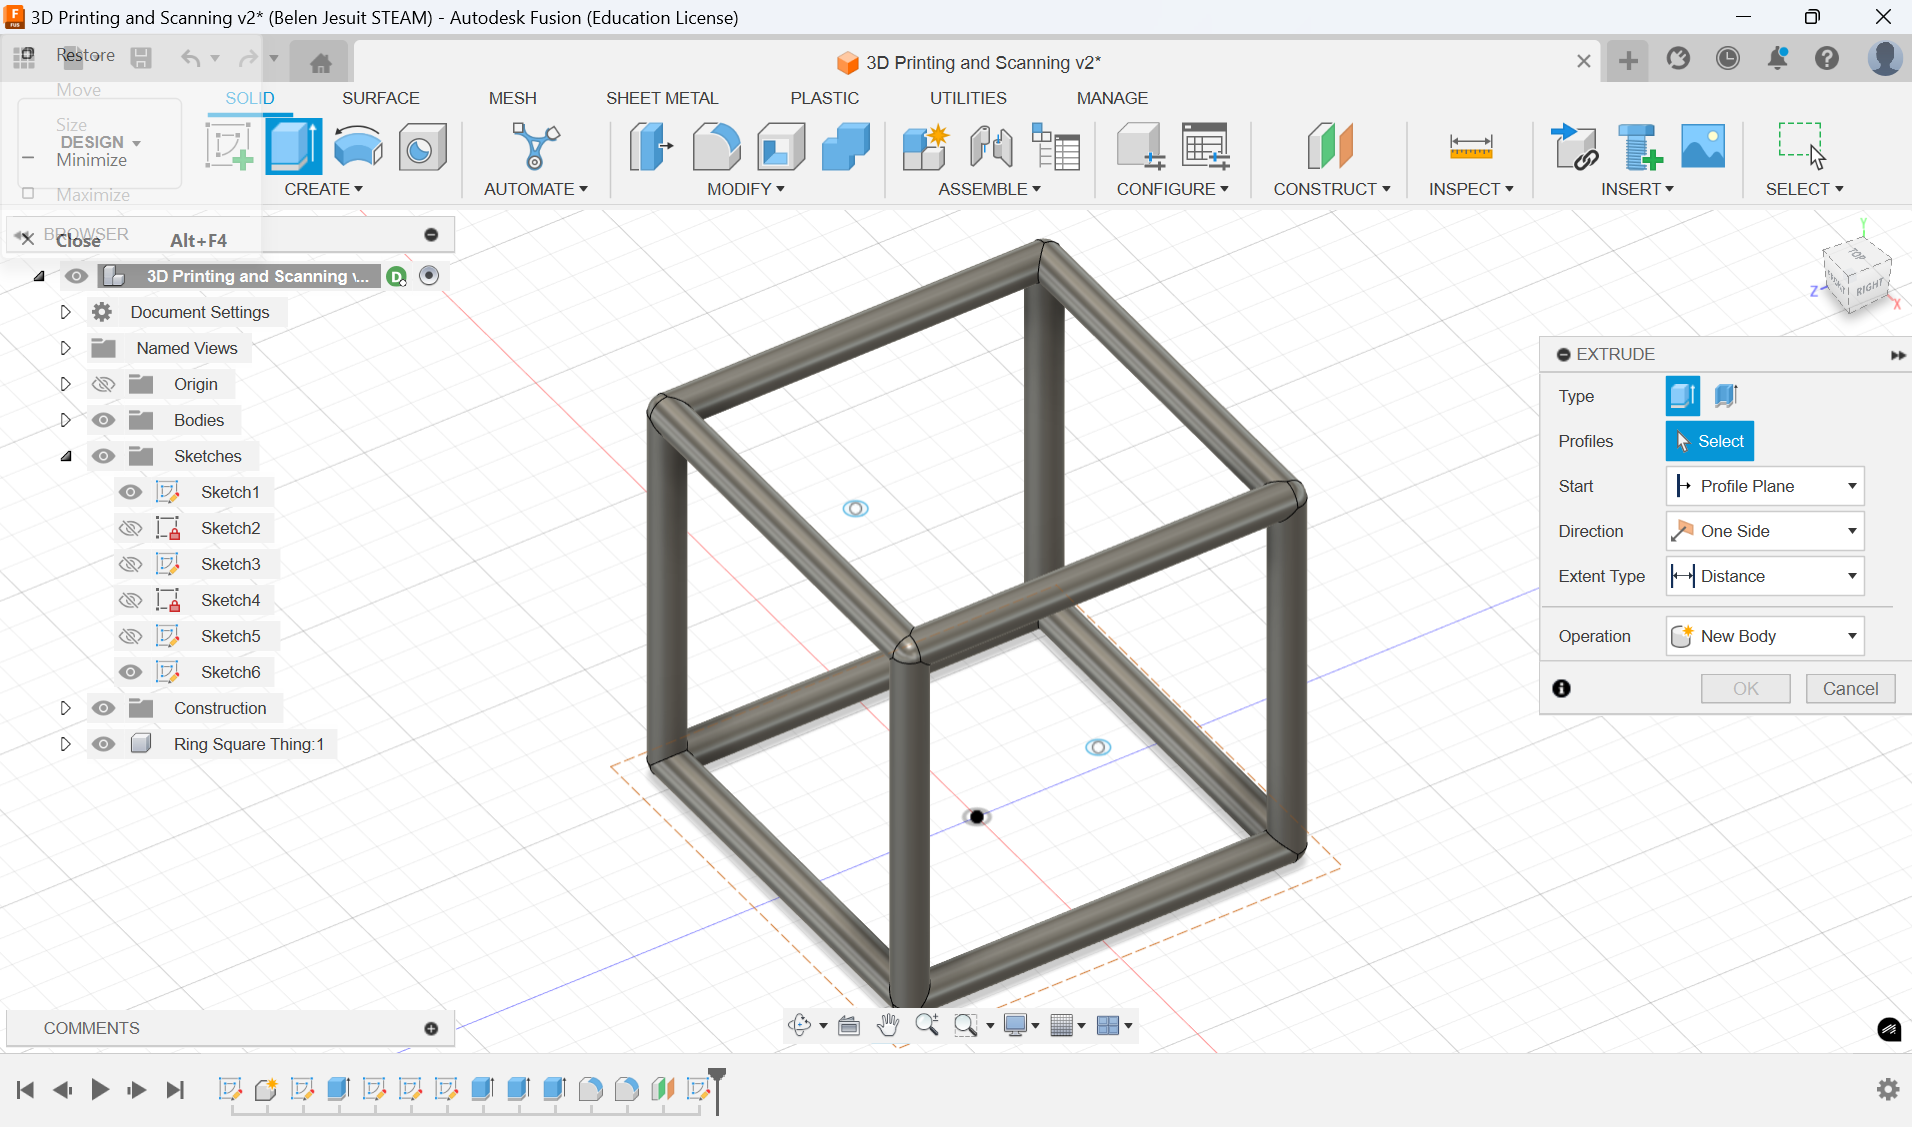 3D Printing and Scanning v2* (Belen Jesuit STEAM) - Autodesk Fusion (Education License)
Restore
Move
Size
Minimize
Maximize
Close Alt+F4
3D Printing and Scanning v2*
DESIGN
SOLID SURFACE MESH SHEET METAL PLASTIC UTILITIES MANAGE
CREATE AUTOMATE MODIFY ASSEMBLE CONFIGURE CONSTRUCT INSPECT INSERT SELECT
BROWSER
3D Printing and Scanning v...
D
Document Settings
Named Views
Origin
Bodies
Sketches
Sketch1
Sketch2
Sketch3
Sketch4
Sketch5
Sketch6
Construction
Ring Square Thing:1
Y
TOP
RIGHT
Z
X
EXTRUDE
Type
Profiles Select
Start Profile Plane
Direction One Side
Extent Type Distance
Operation New Body
OK Cancel
COMMENTS